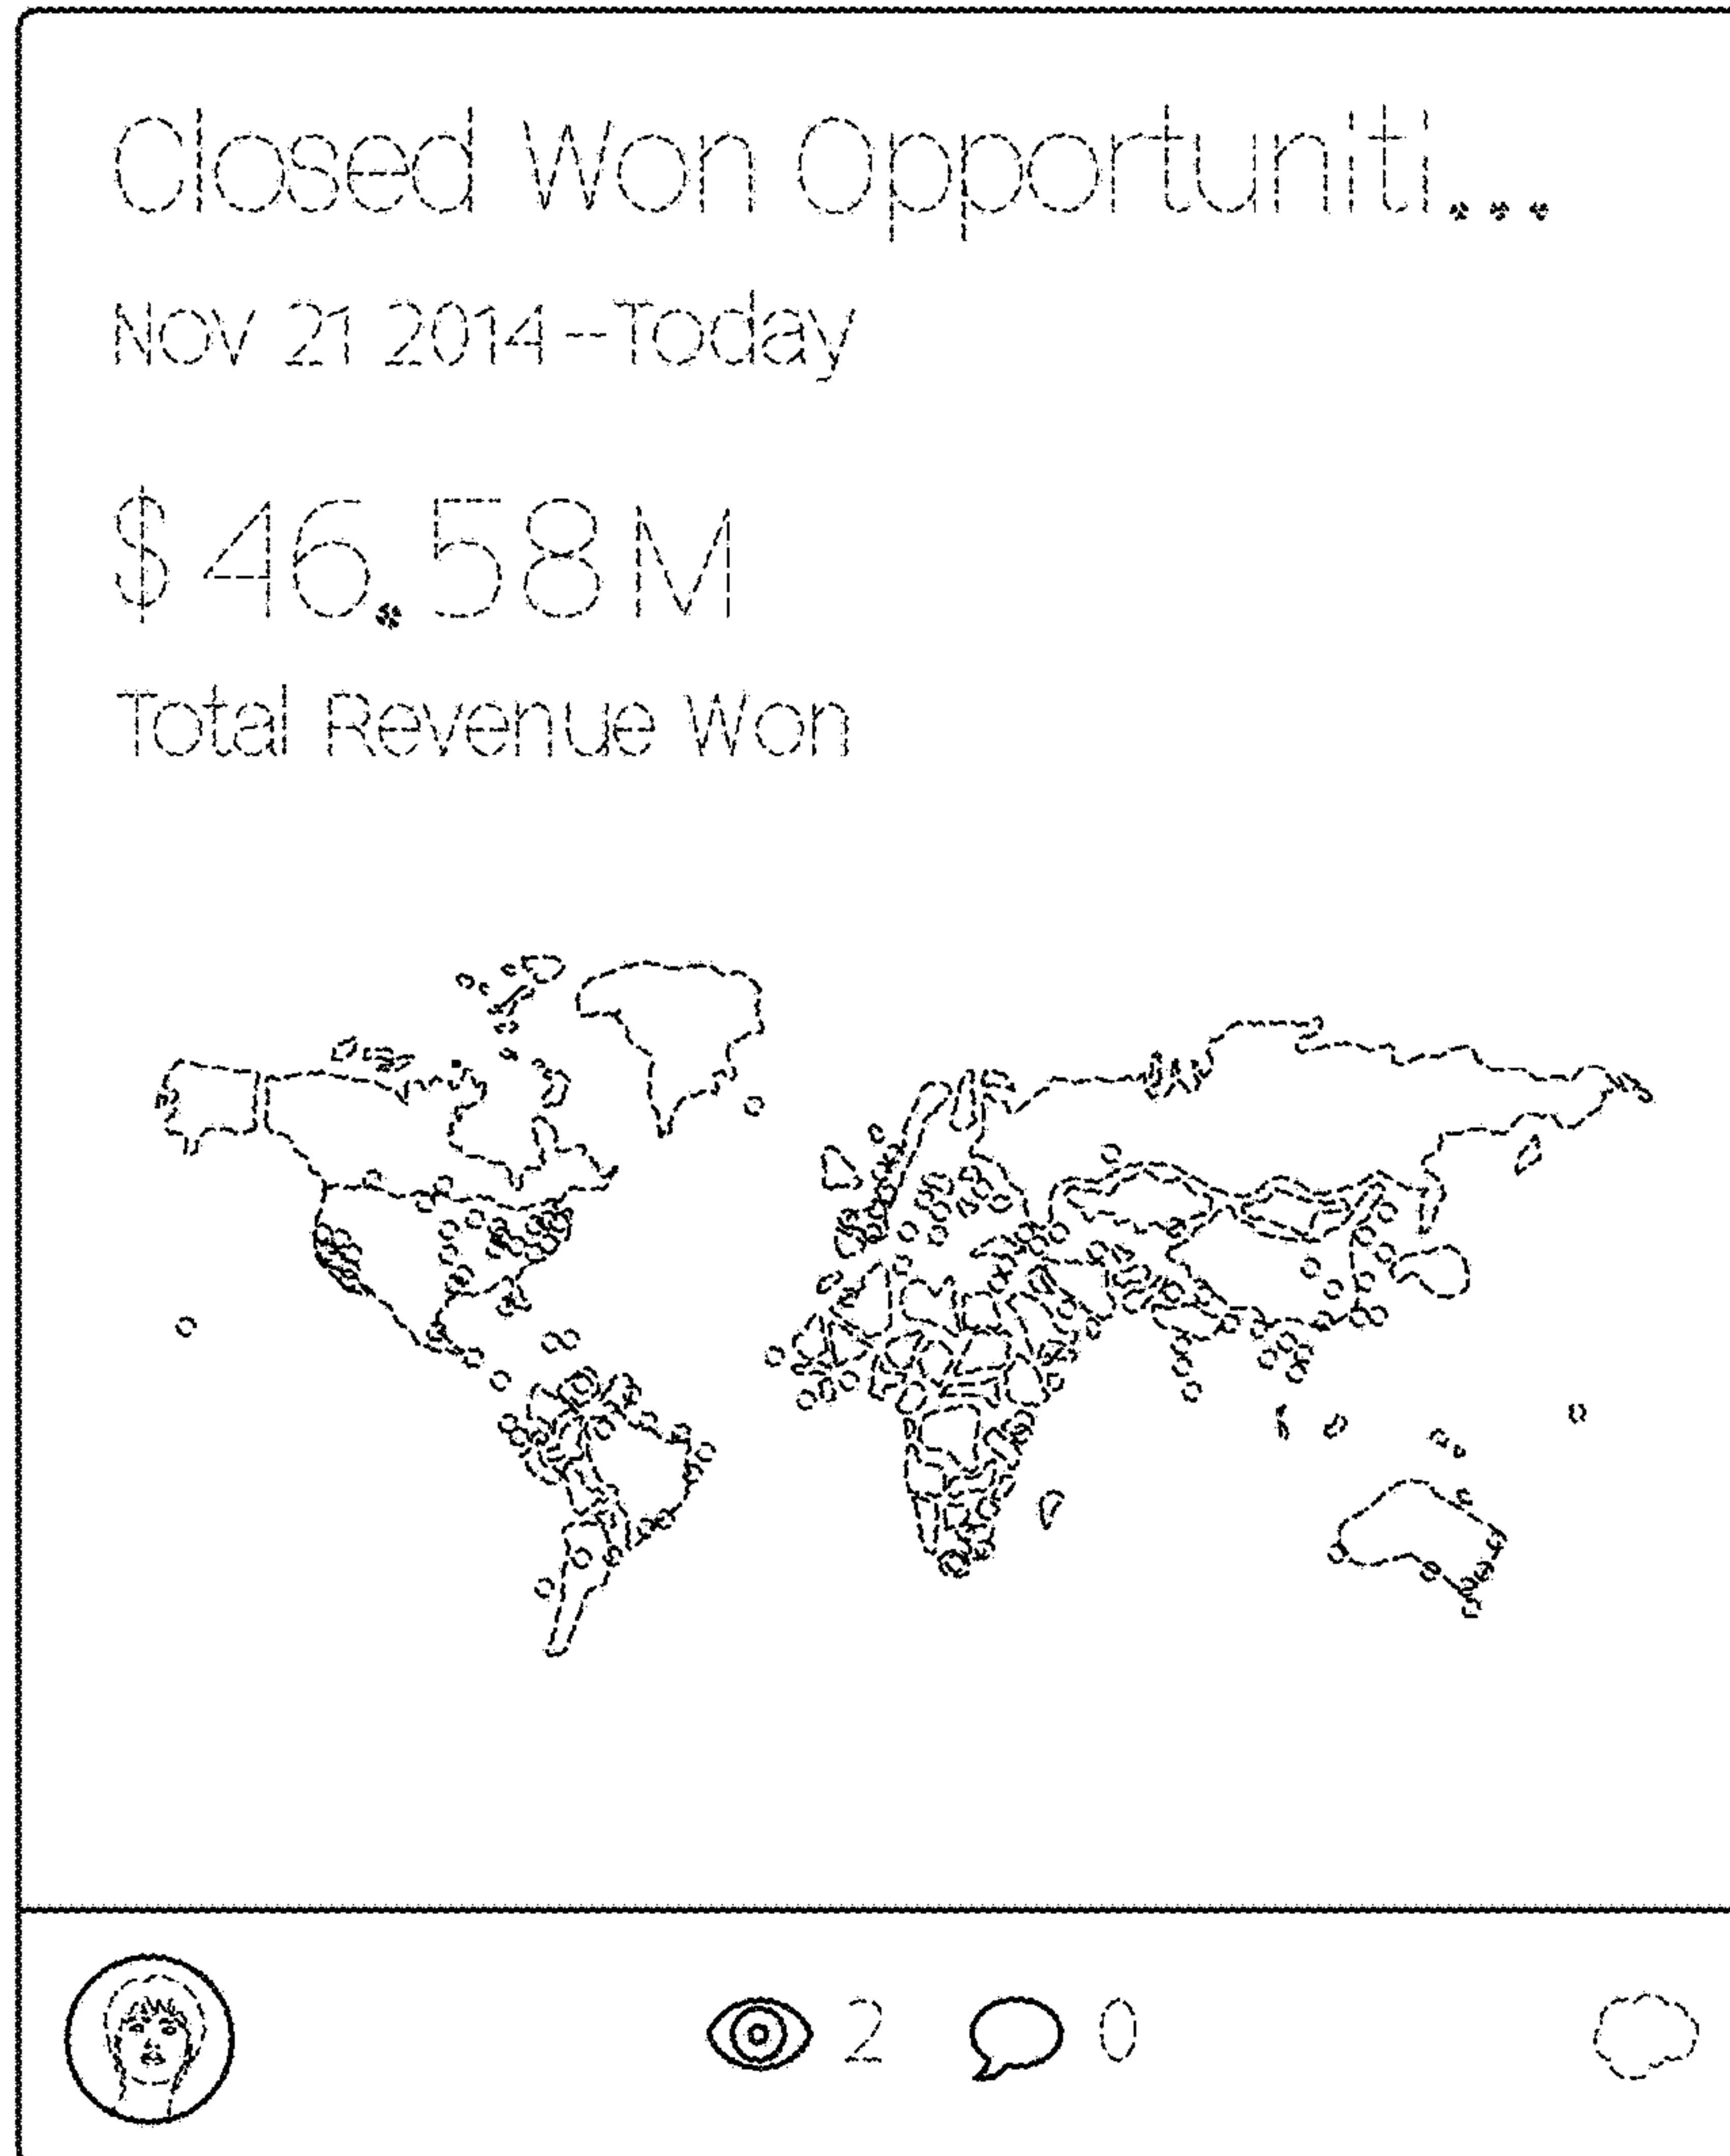 Closed Won Opportuniti...
Nov 21 2014--Today
$46.58M
Total Revenue Won
2 0